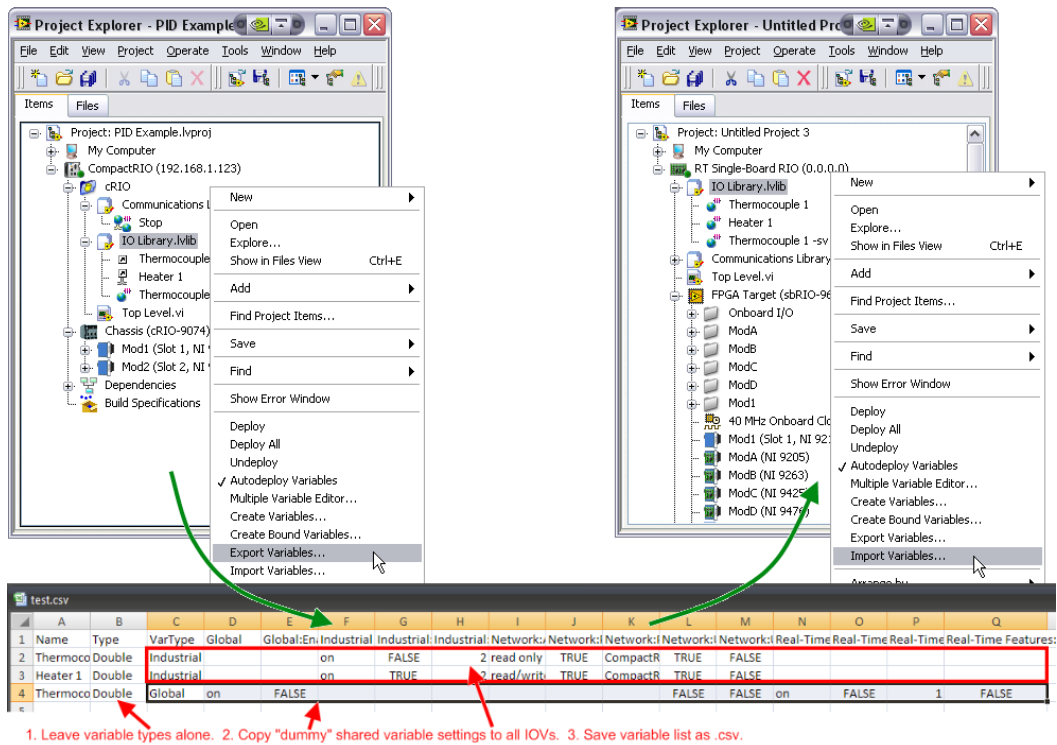 Project Explorer - PID Example
File Edit View Project Operate Tools Window Help
Items Files
Project: PID Example.lvproj
My Computer
CompactRIO (192.168.1.123)
cRIO
Communications L
Stop
IO Library.lvlib
Thermocouple
Heater 1
Thermocouple
Top Level.vi
Chassis (cRIO-9074)
Mod1 (Slot 1, NI
Mod2 (Slot 2, NI
Dependencies
Build Specifications
New
Open
Explore...
Show in Files View Ctrl+E
Add
Find Project Items...
Save
Find
Show Error Window
Deploy
Deploy All
Undeploy
Autodeploy Variables
Multiple Variable Editor...
Create Variables...
Create Bound Variables...
Export Variables...
Import Variables...
Project Explorer - Untitled Pro
File Edit View Project Operate Tools Window Help
Items Files
Project: Untitled Project 3
My Computer
RT Single-Board RIO (0.0.0.0)
IO Library.lvlib
Thermocouple 1
Heater 1
Thermocouple 1 -sv
Communications Library
Top Level.vi
FPGA Target (sbRIO-96
Onboard I/O
ModA
ModB
ModC
ModD
Mod1
40 MHz Onboard Clo
Mod1 (Slot 1, NI 921
ModA (NI 9205)
ModB (NI 9263)
ModC (NI 9425)
ModD (NI 9476)
New
Open
Explore...
Show in Files View Ctrl+E
Add
Find Project Items...
Save
Find
Show Error Window
Deploy
Deploy All
Undeploy
Autodeploy Variables
Multiple Variable Editor...
Create Variables...
Create Bound Variables...
Export Variables...
Import Variables...
Arrange by
test.csv
A B C D E F G H I J K L M N O P Q
1 Name Type VarType Global Global:En Industrial Industrial: Industrial: Network:A Network:I Network:I Network:I Network:I Real-Time Real-Time Real-Time Real-Time Features:
2 Thermoco Double Industrial on FALSE 2 read only TRUE CompactR TRUE FALSE
3 Heater 1 Double Industrial on TRUE 2 read/write TRUE CompactR TRUE FALSE
4 Thermoco Double Global on FALSE FALSE FALSE on FALSE 1 FALSE
5
1. Leave variable types alone. 2. Copy "dummy" shared variable settings to all IOVs. 3. Save variable list as .csv.